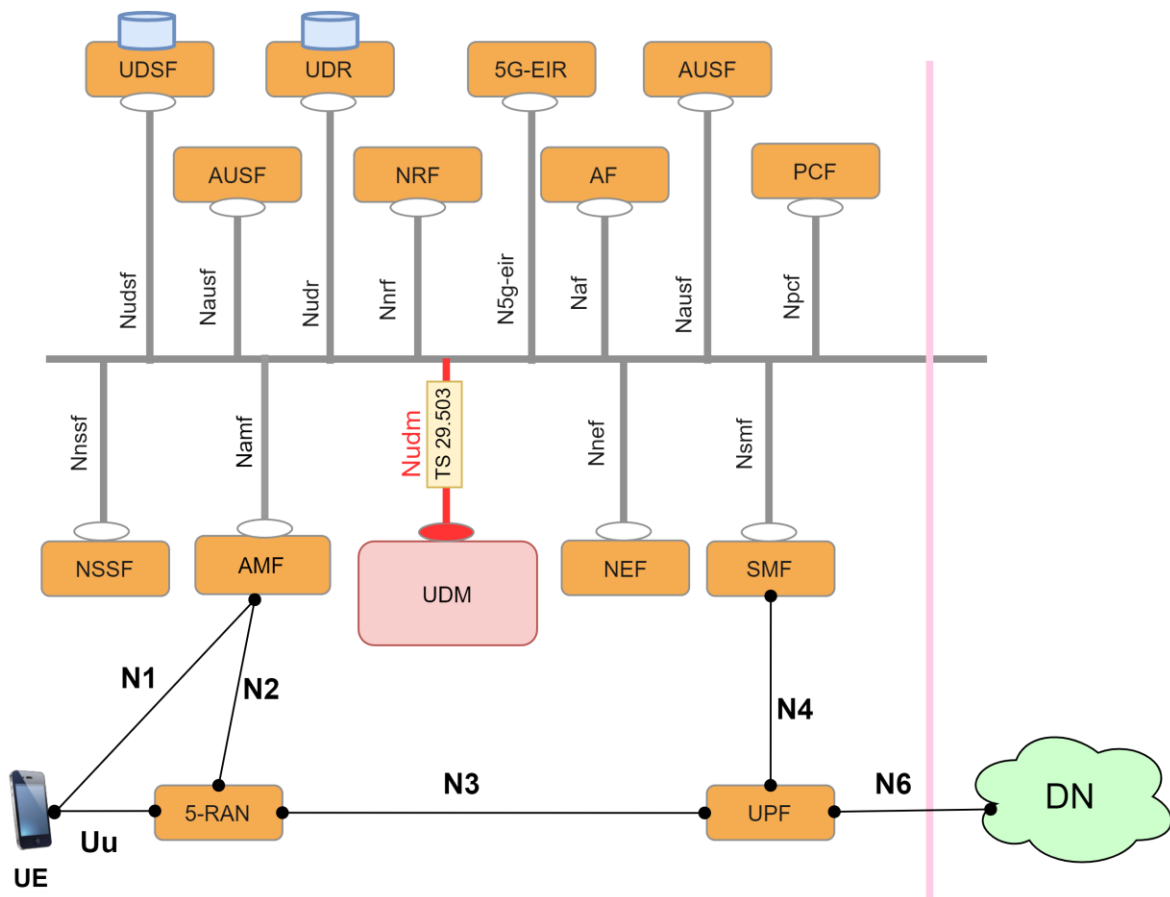 UDSF
UDR
5G-EIR
AUSF
AUSF
NRF
AF
PCF
Nudsf
Nausf
Nudr
Nnrf
N5g-eir
Naf
Nausf
Npcf
Nnssf
Namf
Nudm
TS 29.503
Nnef
Nsmf
NSSF
AMF
UDM
NEF
SMF
N1
N2
N4
N3
N6
5-RAN
UPF
DN
Uu
UE